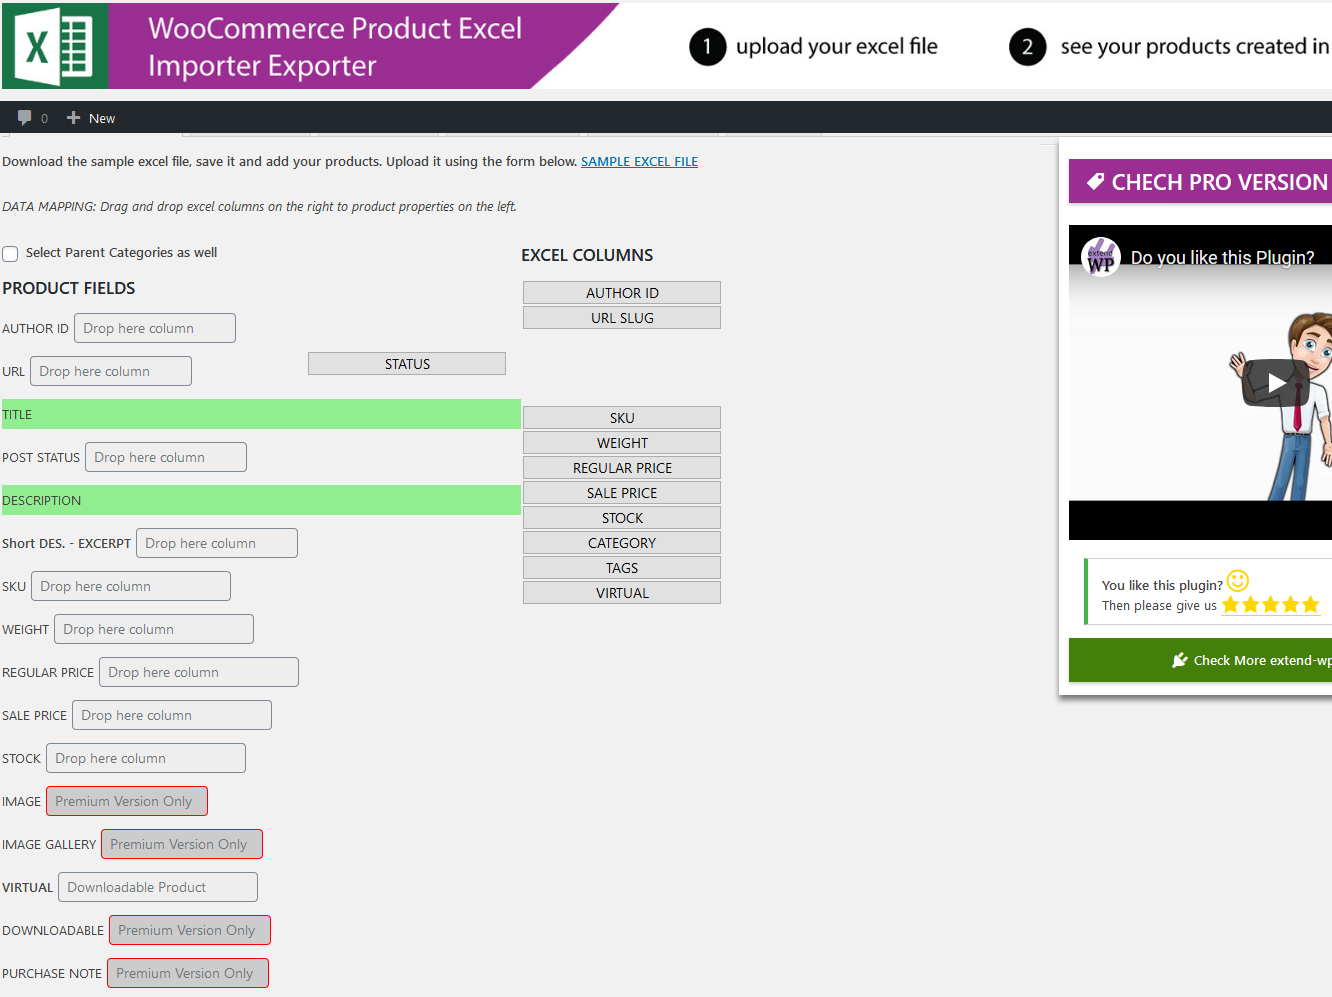 WooCommerce Product Excel
Importer Exporter
1 upload your excel file
2 see your products created in
0 New
Download the sample excel file, save it and add your products. Upload it using the form below. SAMPLE EXCEL FILE
DATA MAPPING: Drag and drop excel columns on the right to product properties on the left.
Select Parent Categories as well
PRODUCT FIELDS
AUTHOR ID Drop here column
URL Drop here column
STATUS
TITLE
POST STATUS Drop here column
DESCRIPTION
Short DES. - EXCERPT Drop here column
SKU Drop here column
WEIGHT Drop here column
REGULAR PRICE Drop here column
SALE PRICE Drop here column
STOCK Drop here column
IMAGE Premium Version Only
IMAGE GALLERY Premium Version Only
VIRTUAL Downloadable Product
DOWNLOADABLE Premium Version Only
PURCHASE NOTE Premium Version Only
EXCEL COLUMNS
AUTHOR ID
URL SLUG
SKU
WEIGHT
REGULAR PRICE
SALE PRICE
STOCK
CATEGORY
TAGS
VIRTUAL
CHECH PRO VERSION
extend
WP
Do you like this Plugin?
You like this plugin?
Then please give us
Check More extend-wp